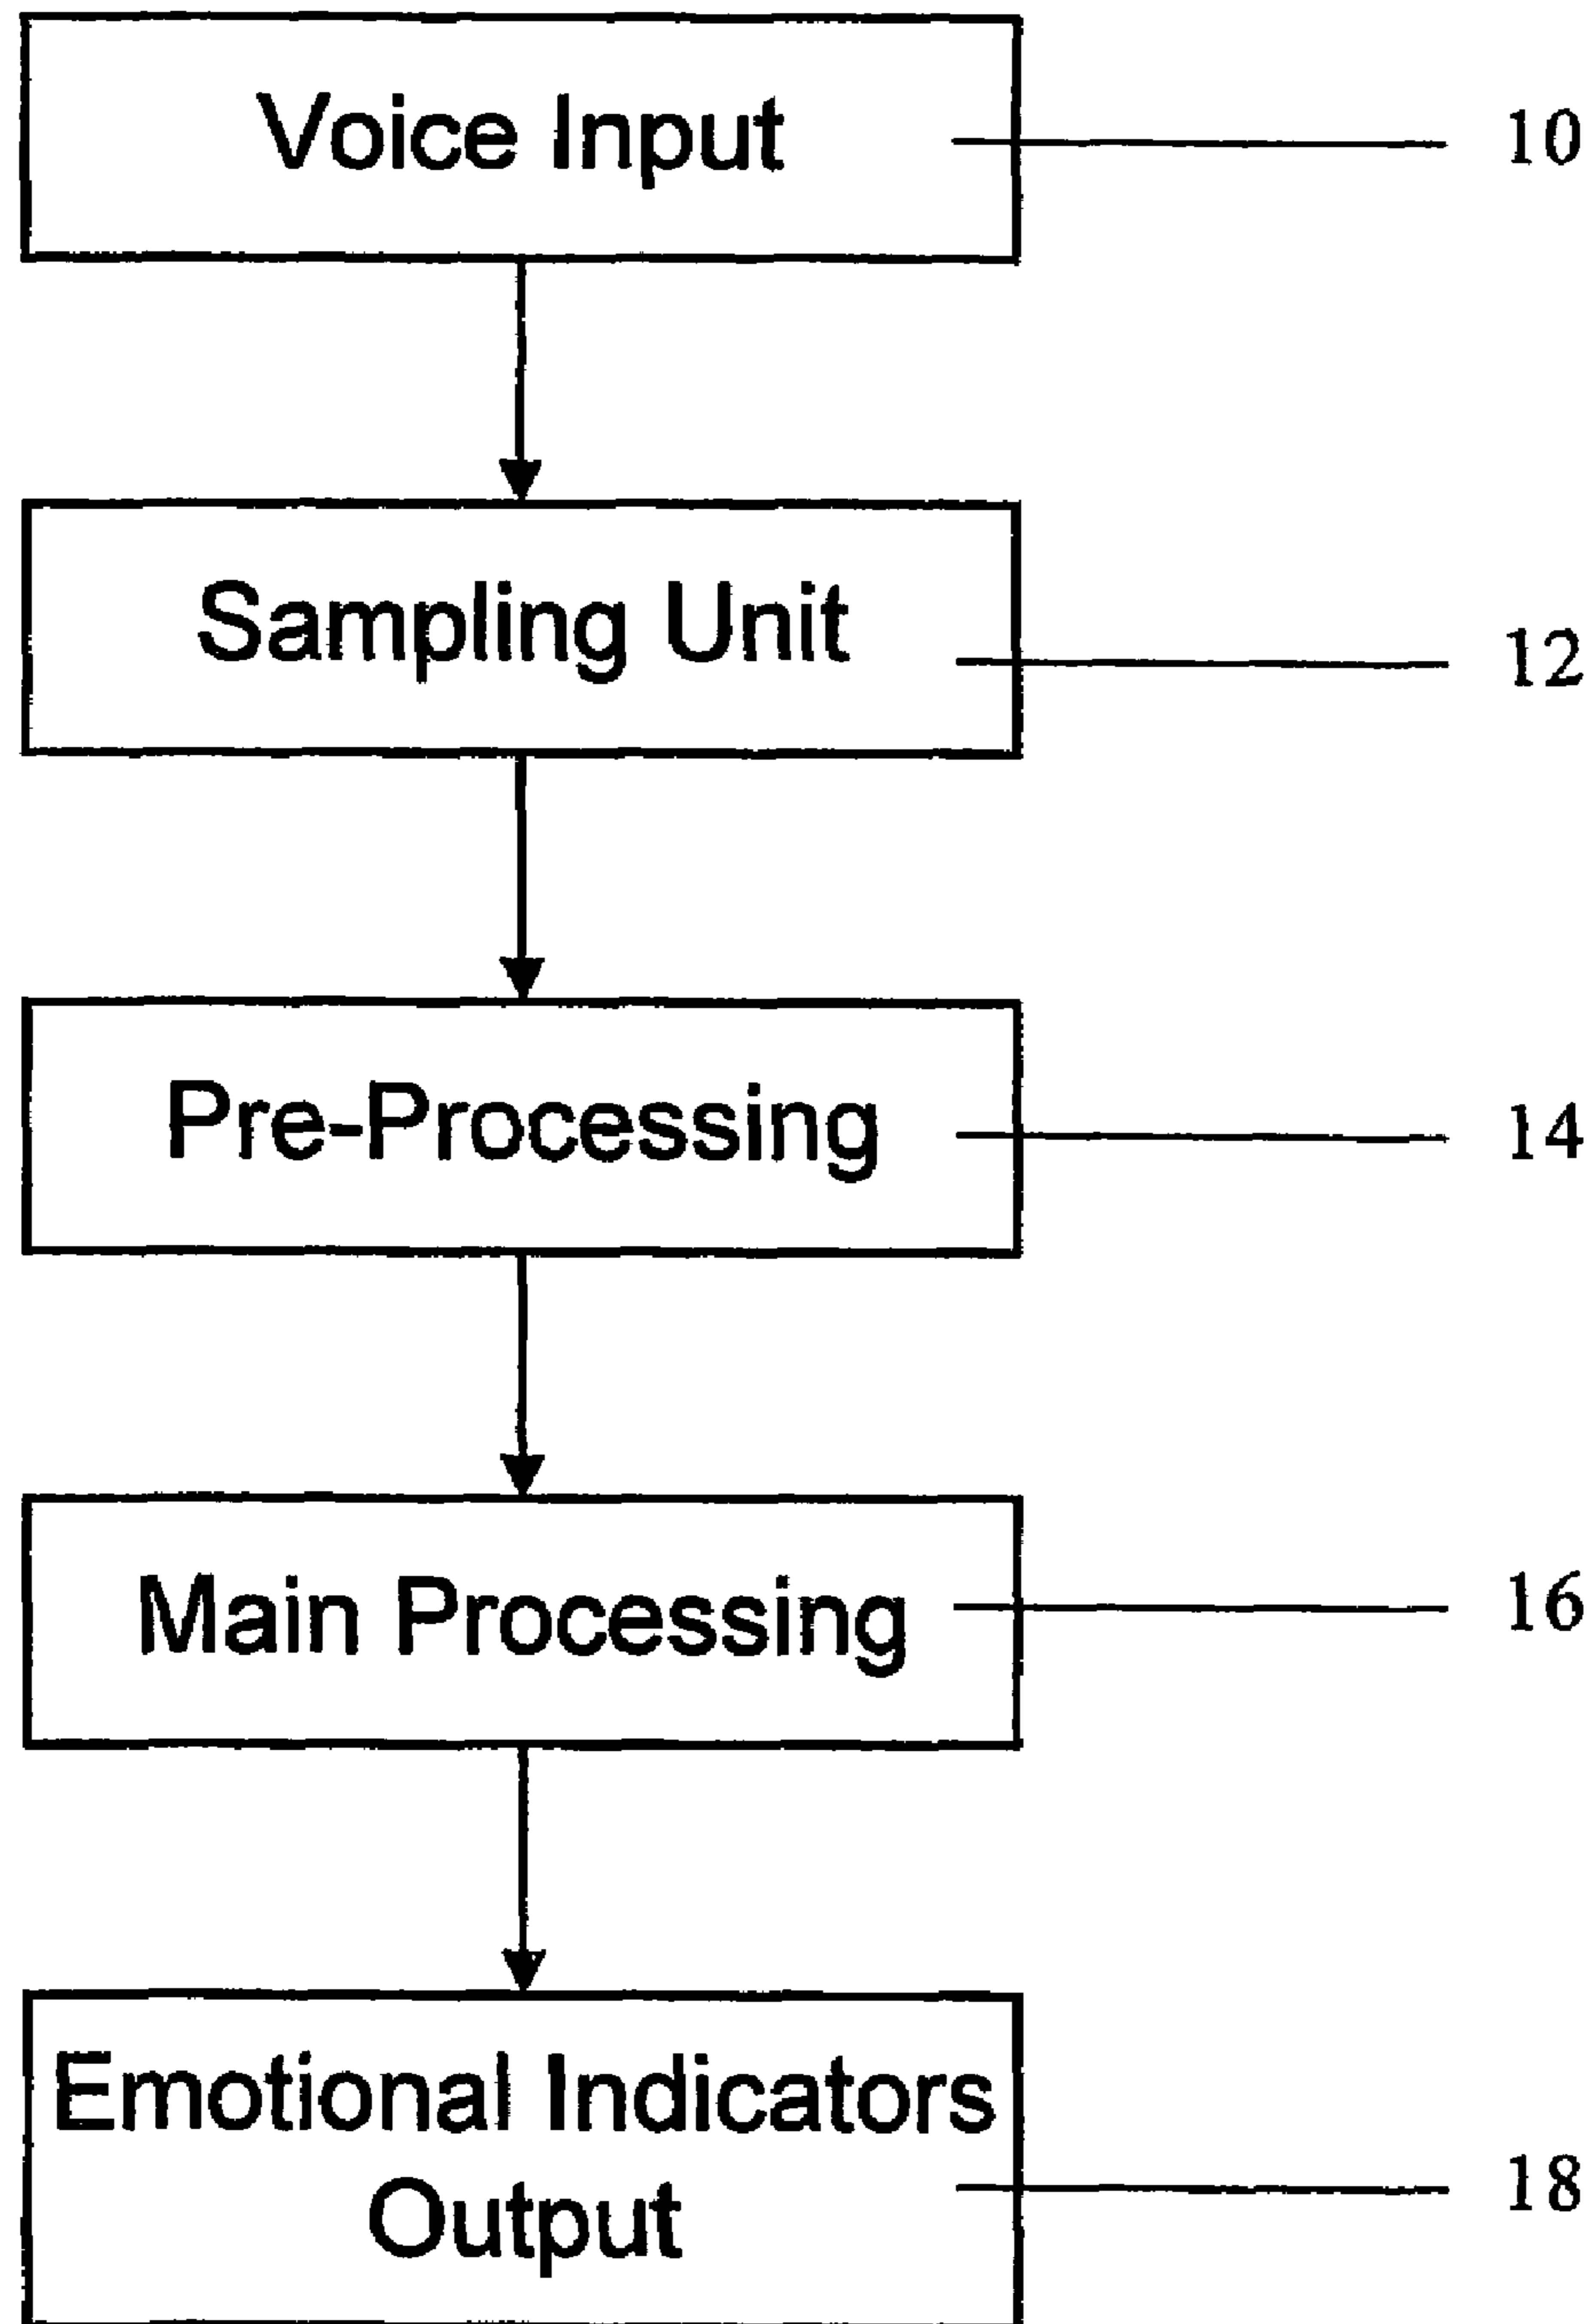 Voice Input
10
Sampling Unit
12
Pre-Processing
14
Main Processing
16
Emotional Indicators
Output
18